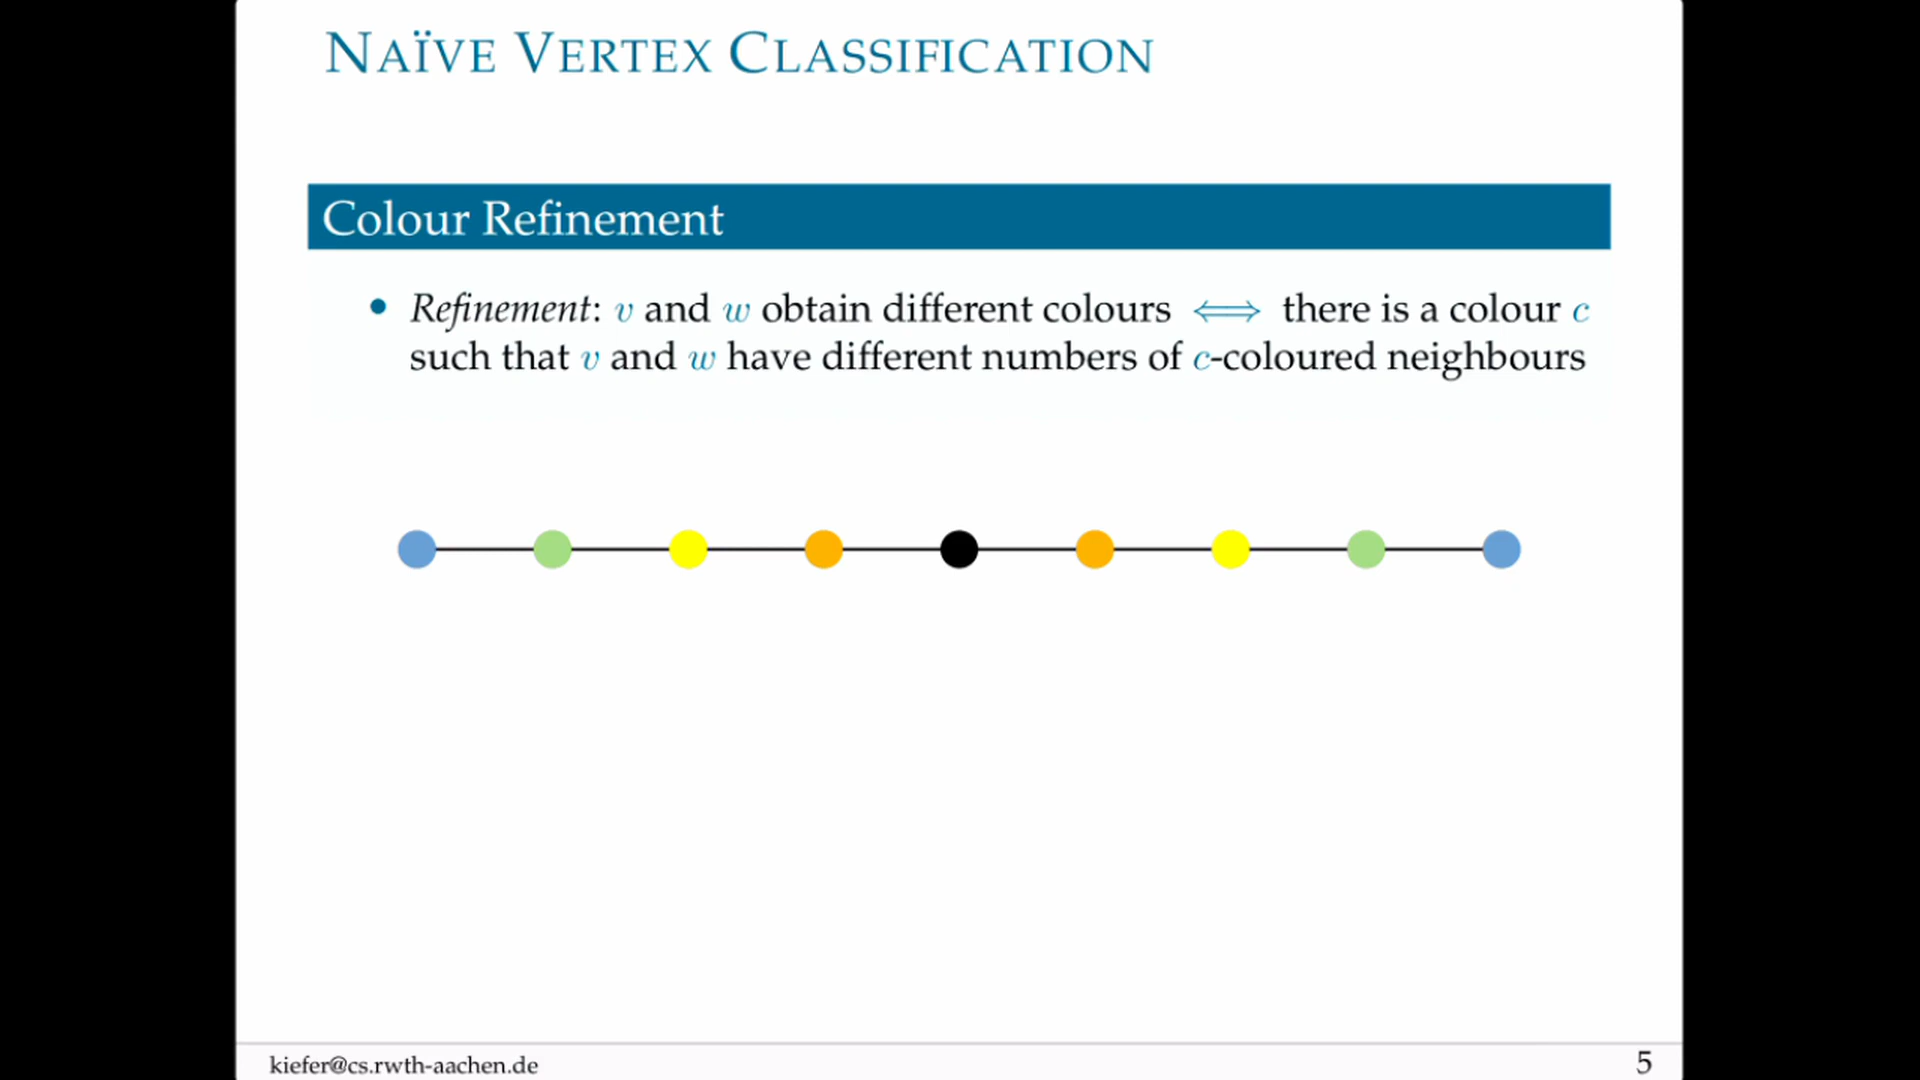 NAÏVE VERTEX CLASSIFICATION
Colour Refinement
• Refinement: v and w obtain different colours ⟺ there is a colour c
such that v and w have different numbers of c-coloured neighbours
kiefer@cs.rwth-aachen.de
5